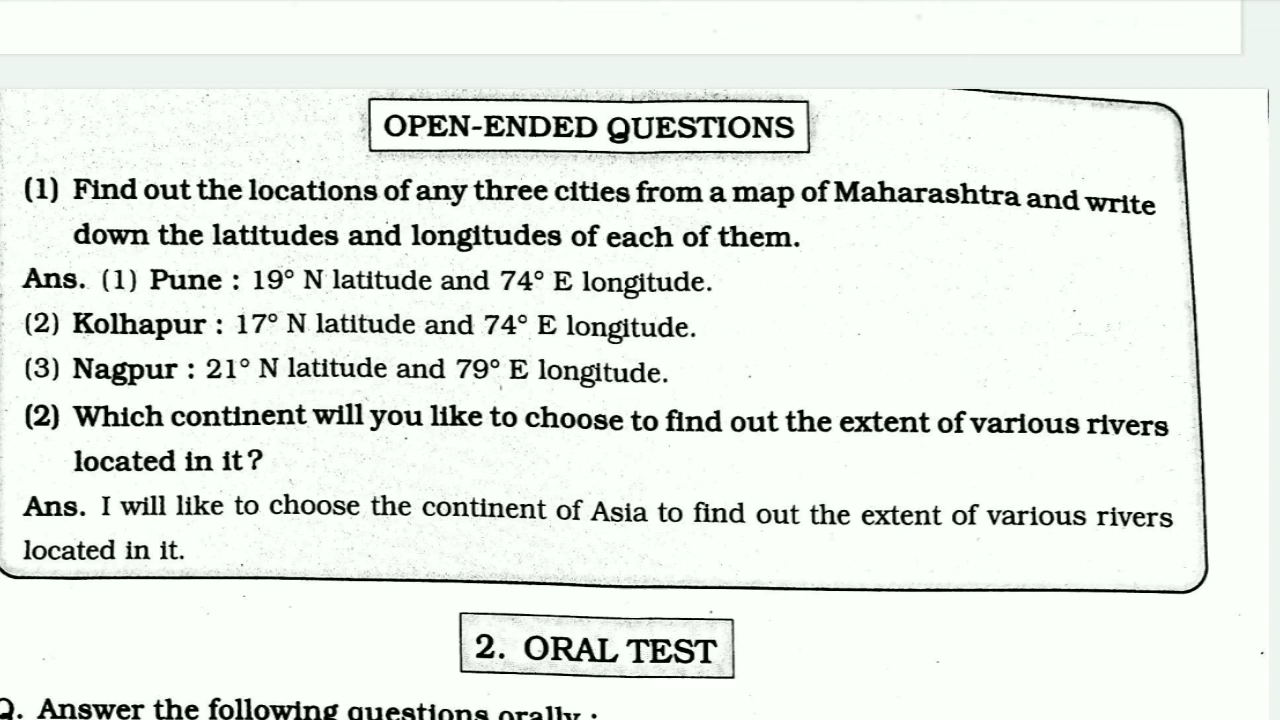 OPEN-ENDED QUESTIONS
(1) Find out the locations of any three cities from a map of Maharashtra and write
down the latitudes and longitudes of each of them.
Ans. (1) Pune : 19° N latitude and 74° E longitude.
(2) Kolhapur : 17° N latitude and 74° E longitude.
(3) Nagpur : 21° N latitude and 79° E longitude.
(2) Which continent will you like to choose to find out the extent of various rivers
located in it?
Ans. I will like to choose the continent of Asia to find out the extent of various rivers
located in it.
2. ORAL TEST
Q. Answer the following questions orally :